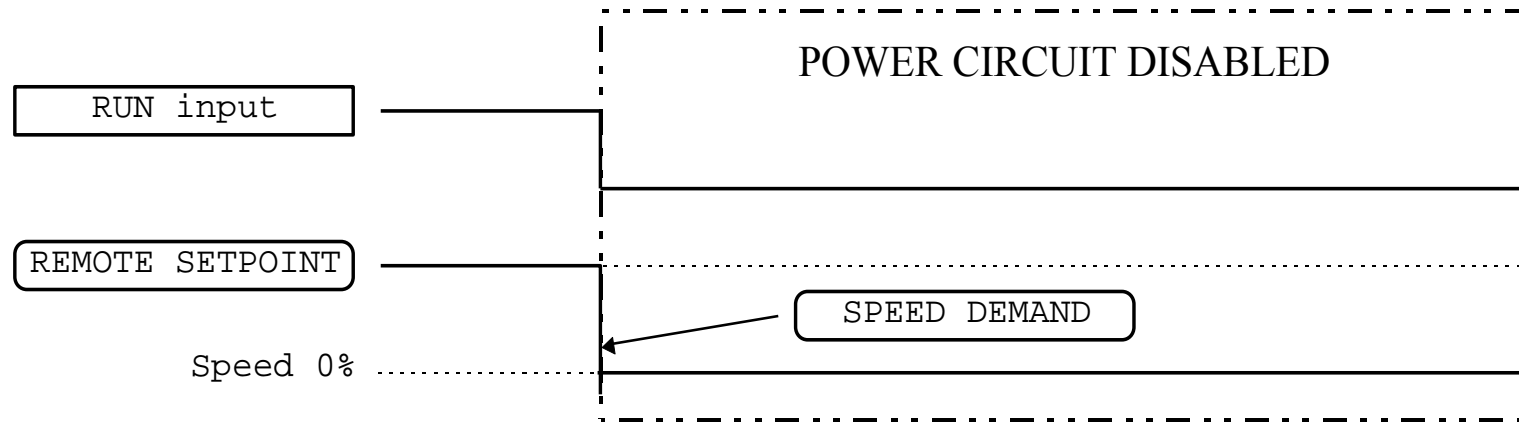 POWER CIRCUIT DISABLED
RUN input
REMOTE SETPOINT
SPEED DEMAND
Speed 0%